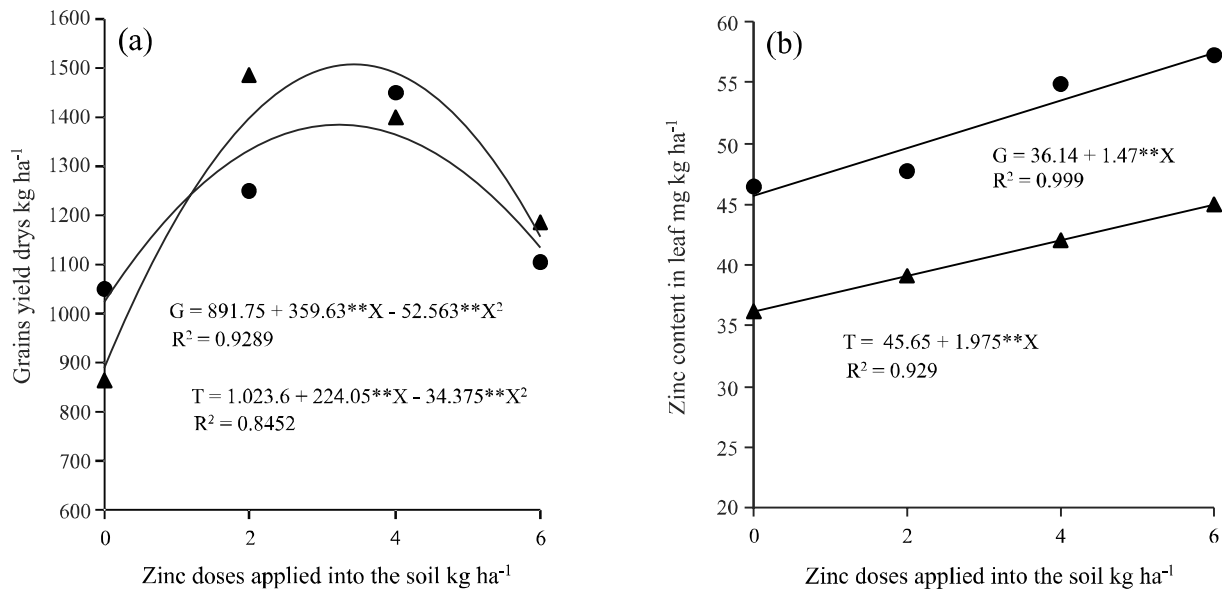 (a)
Grains yield drys kg ha⁻¹
1600
1500
1400
1300
1200
1100
1000
900
800
700
600
G = 891.75 + 359.63**X - 52.563**X²
R² = 0.9289
T = 1.023.6 + 224.05**X - 34.375**X²
R² = 0.8452
0 2 4 6
Zinc doses applied into the soil kg ha⁻¹
(b)
Zinc content in leaf mg kg ha⁻¹
60
55
50
45
40
35
30
25
20
G = 36.14 + 1.47**X
R² = 0.999
T = 45.65 + 1.975**X
R² = 0.929
0 2 4 6
Zinc doses applied into the soil kg ha⁻¹